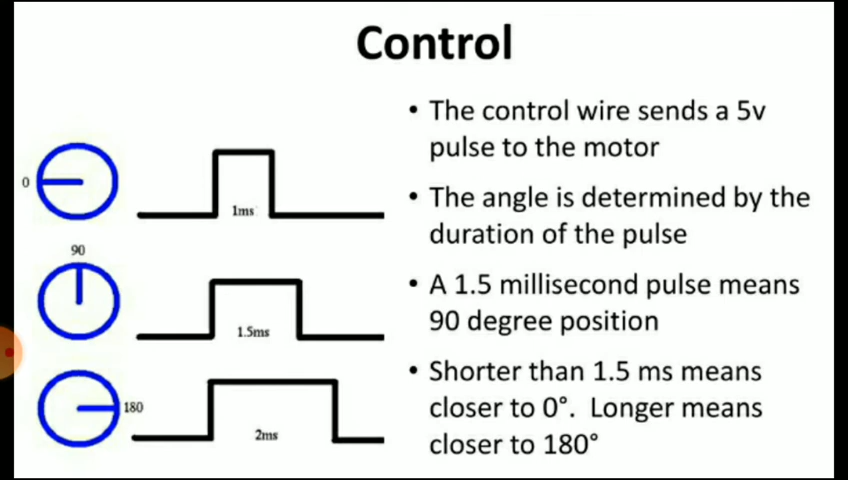 Control
0
1ms
90
1.5ms
180
2ms
• The control wire sends a 5v
pulse to the motor
• The angle is determined by the
duration of the pulse
• A 1.5 millisecond pulse means
90 degree position
• Shorter than 1.5 ms means
closer to 0°. Longer means
closer to 180°